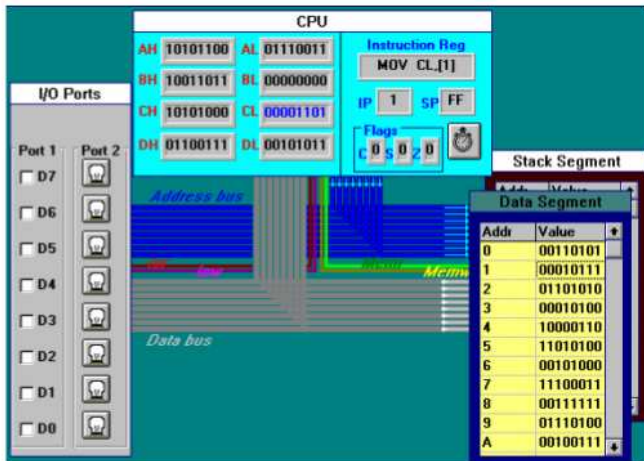 CPU
AH 10101100 AL 01110011
BH 10011011 BL 00000000
CH 10101000 CL 00001101
DH 01100111 DL 00101011
Instruction Reg
MOV CL,[1]
IP 1 SP FF
Flags
C 0 S 0 Z 0
I/O Ports
Port 1 Port 2
D7
D6
D5
D4
D3
D2
D1
D0
Address bus
Data bus
Stack Segment
Addr Value
Data Segment
Addr Value
0 00110101
1 00010111
2 01101010
3 00010100
4 10000110
5 11010100
6 00101000
7 11100011
8 00111111
9 01110100
A 00100111